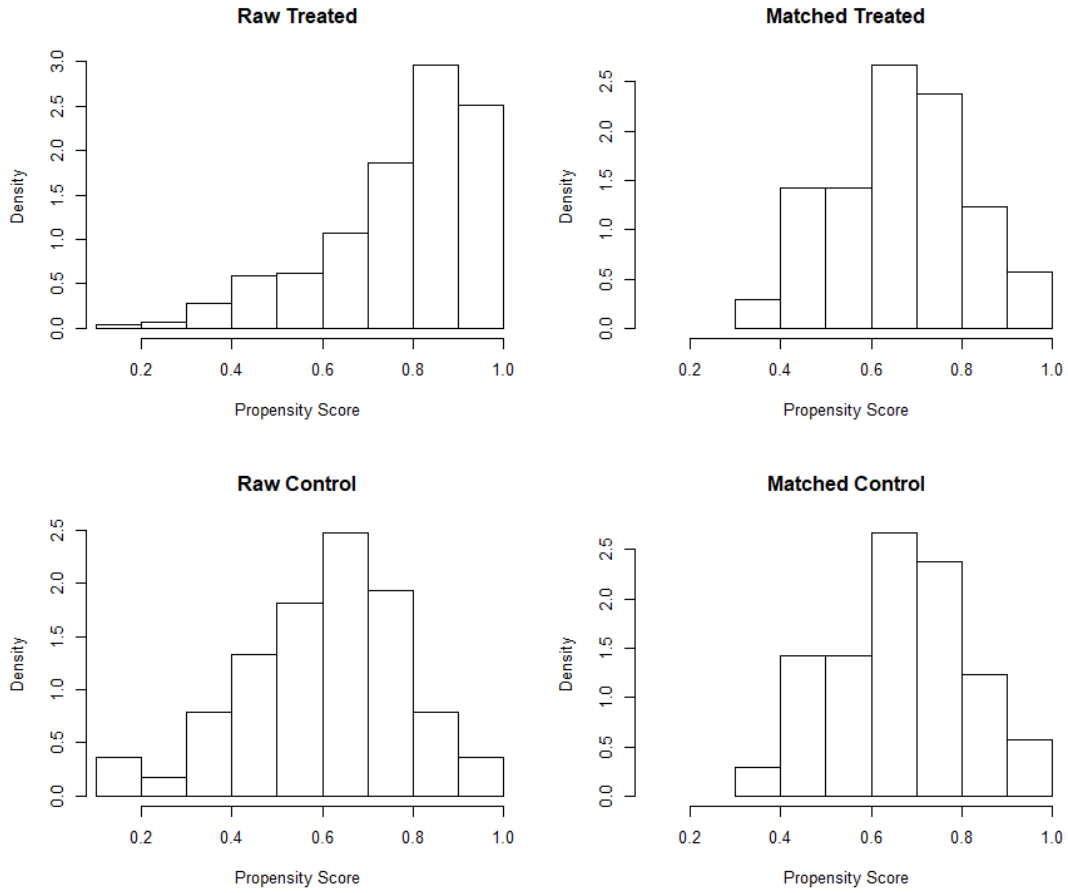 Raw Treated
Density
0.0 0.5 1.0 1.5 2.0 2.5 3.0
0.2 0.4 0.6 0.8 1.0
Propensity Score
Matched Treated
Density
0.0 0.5 1.0 1.5 2.0 2.5
0.2 0.4 0.6 0.8 1.0
Propensity Score
Raw Control
Density
0.0 0.5 1.0 1.5 2.0 2.5
0.2 0.4 0.6 0.8 1.0
Propensity Score
Matched Control
Density
0.0 0.5 1.0 1.5 2.0 2.5
0.2 0.4 0.6 0.8 1.0
Propensity Score